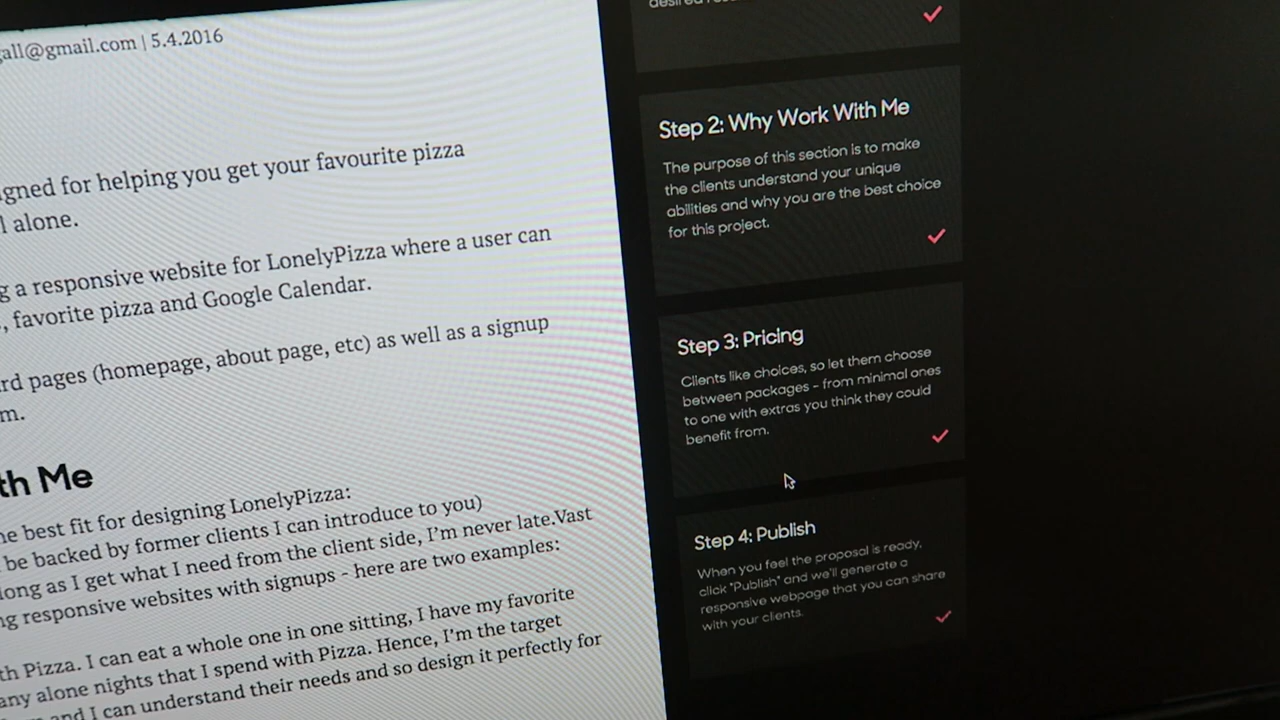 all@gmail.com | 5.4.2016
gned for helping you get your favourite pizza
l alone.
g a responsive website for LonelyPizza where a user can
, favorite pizza and Google Calendar.
rd pages (homepage, about page, etc) as well as a signup
m.
th Me
he best fit for designing LonelyPizza:
be backed by former clients I can introduce to you)
long as I get what I need from the client side, I'm never late.Vast
ng responsive websites with signups - here are two examples:
th Pizza. I can eat a whole one in one sitting, I have my favorite
any alone nights that I spend with Pizza. Hence, I'm the target
and I can understand their needs and so design it perfectly for
Step 2: Why Work With Me
The purpose of this section is to make
the clients understand your unique
abilities and why you are the best choice
for this project.
Step 3: Pricing
Clients like choices, so let them choose
between packages - from minimal ones
to one with extras you think they could
benefit from.
Step 4: Publish
When you feel the proposal is ready,
click "Publish" and we'll generate a
responsive webpage that you can share
with your clients.